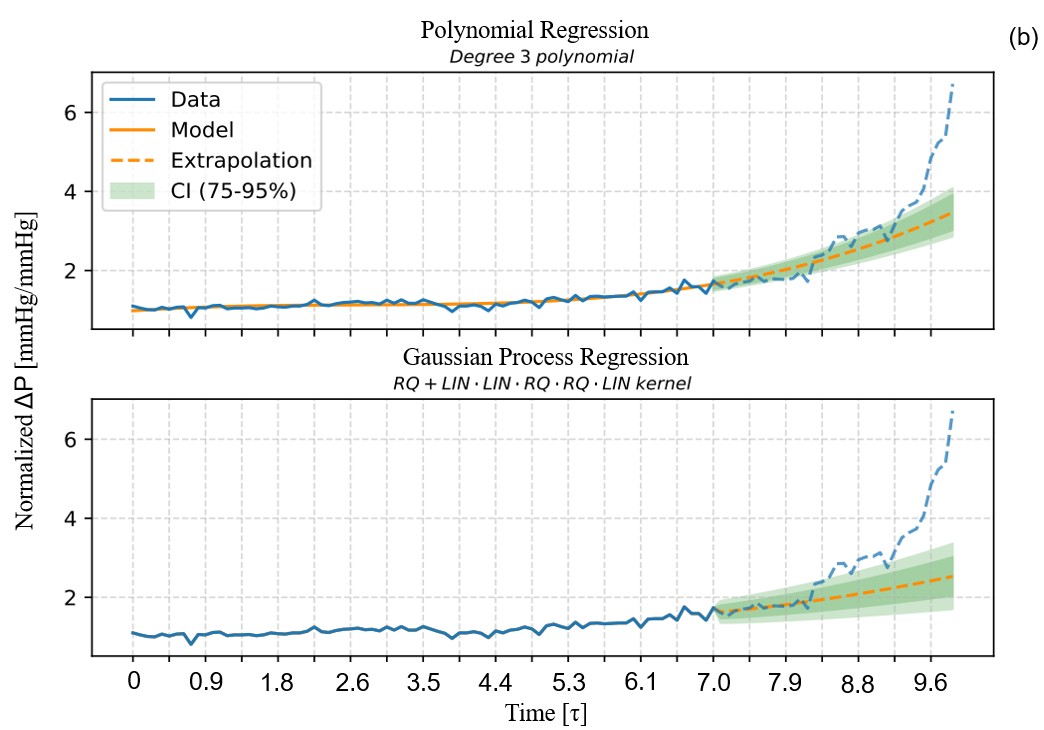 Polynomial Regression
(b)
Degree 3 polynomial
Data
Model
Extrapolation
CI (75-95%)
6
4
2
Normalized ΔP [mmHg/mmHg]
Gaussian Process Regression
RQ + LIN · LIN · RQ · RQ · LIN kernel
6
4
2
0 0.9 1.8 2.6 3.5 4.4 5.3 6.1 7.0 7.9 8.8 9.6
Time [τ]